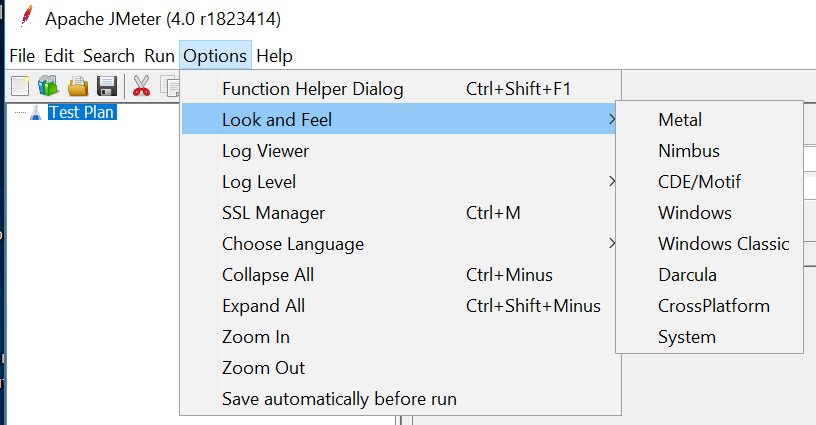 Apache JMeter (4.0 r1823414)
File Edit Search Run Options Help
Function Helper Dialog Ctrl+Shift+F1
Test Plan
Look and Feel
Log Viewer
Log Level
SSL Manager Ctrl+M
Choose Language
Collapse All Ctrl+Minus
Expand All Ctrl+Shift+Minus
Zoom In
Zoom Out
Save automatically before run
Metal
Nimbus
CDE/Motif
Windows
Windows Classic
Darcula
CrossPlatform
System